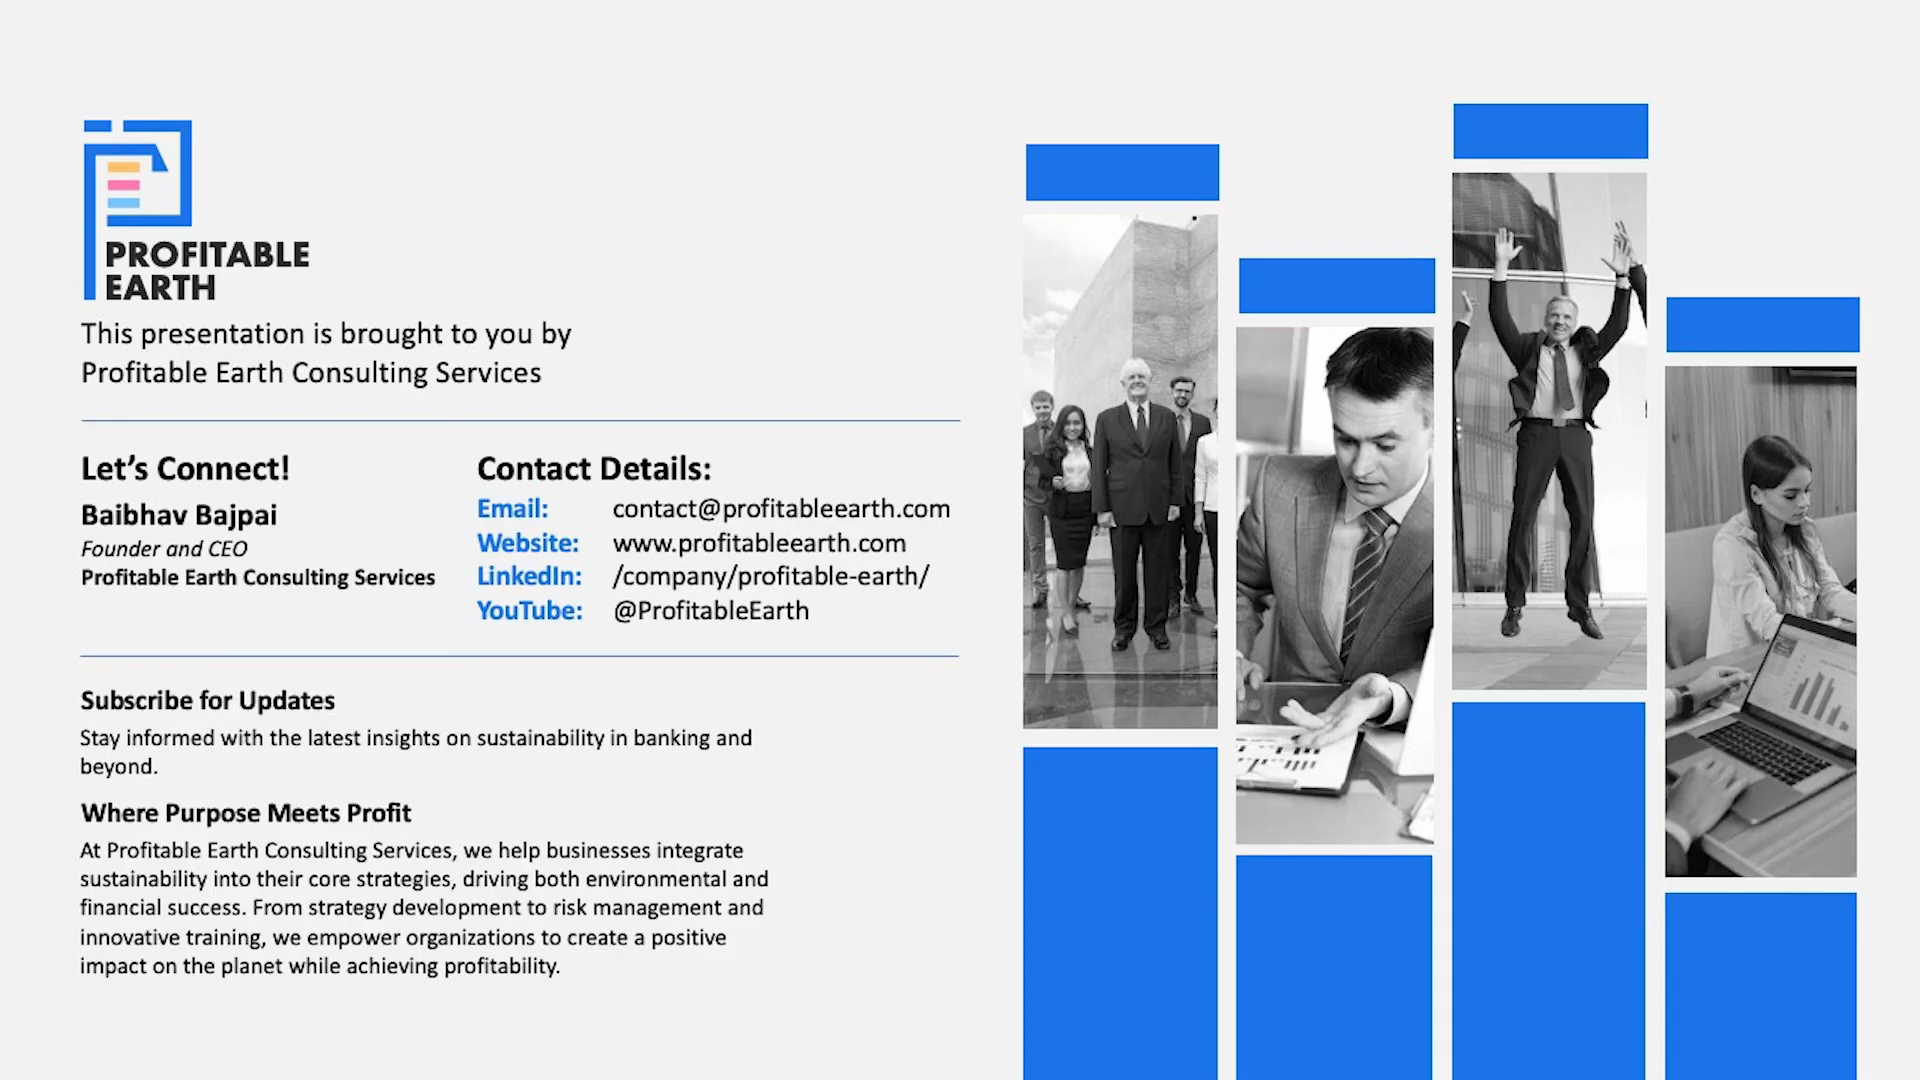 PROFITABLE
EARTH
This presentation is brought to you by
Profitable Earth Consulting Services
Let’s Connect!
Baibhav Bajpai
Founder and CEO
Profitable Earth Consulting Services
Contact Details:
Email: contact@profitableearth.com
Website: www.profitableearth.com
LinkedIn: /company/profitable-earth/
YouTube: @ProfitableEarth
Subscribe for Updates
Stay informed with the latest insights on sustainability in banking and
beyond.
Where Purpose Meets Profit
At Profitable Earth Consulting Services, we help businesses integrate
sustainability into their core strategies, driving both environmental and
financial success. From strategy development to risk management and
innovative training, we empower organizations to create a positive
impact on the planet while achieving profitability.